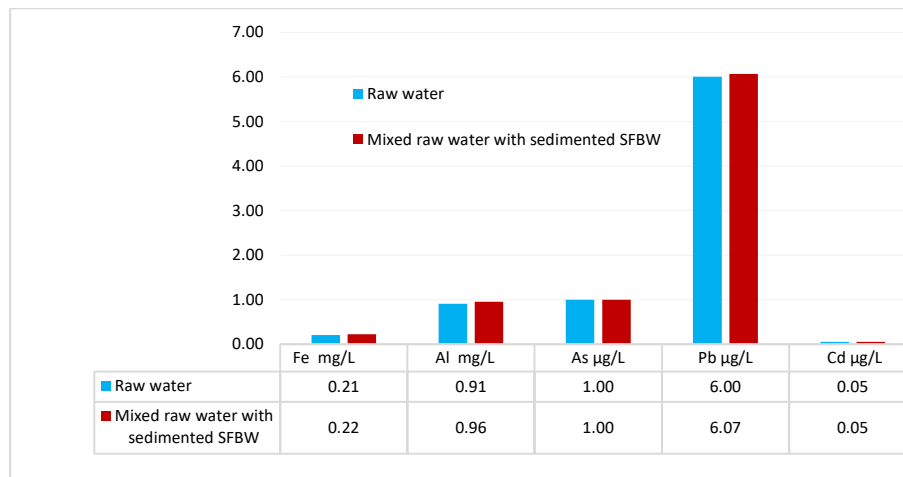 7.00
6.00
5.00
4.00
3.00
2.00
1.00
0.00
Raw water
Mixed raw water with sedimented SFBW
Fe mg/L Al mg/L As µg/L Pb µg/L Cd µg/L
Raw water 0.21 0.91 1.00 6.00 0.05
Mixed raw water with
sedimented SFBW 0.22 0.96 1.00 6.07 0.05